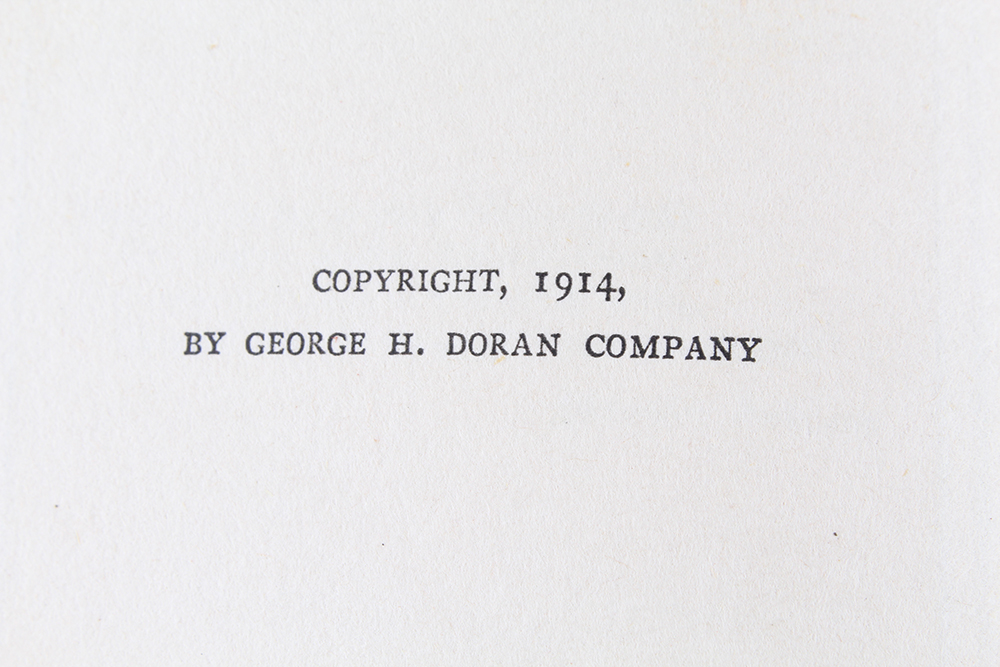 COPYRIGHT, 1914,
BY GEORGE H. DORAN COMPANY